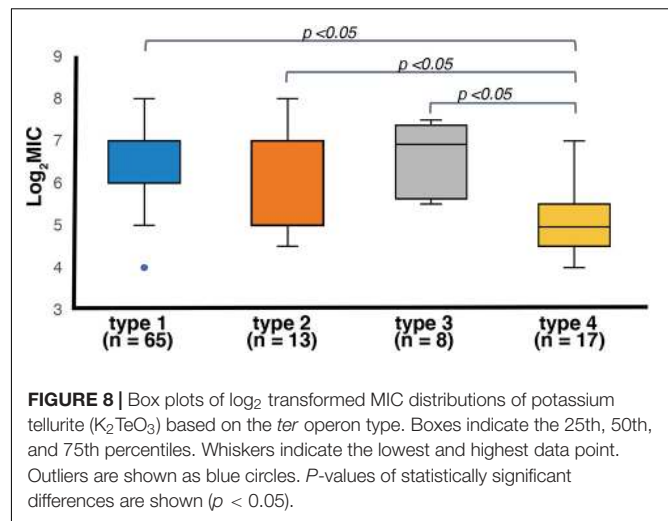 p <0.05
p <0.05
p <0.05
9
8
7
6
5
4
3
Log₂MIC
type 1 type 2 type 3 type 4
(n = 65) (n = 13) (n = 8) (n = 17)
FIGURE 8 | Box plots of log₂ transformed MIC distributions of potassium
tellurite (K₂TeO₃) based on the ter operon type. Boxes indicate the 25th, 50th,
and 75th percentiles. Whiskers indicate the lowest and highest data point.
Outliers are shown as blue circles. P-values of statistically significant
differences are shown (p < 0.05).